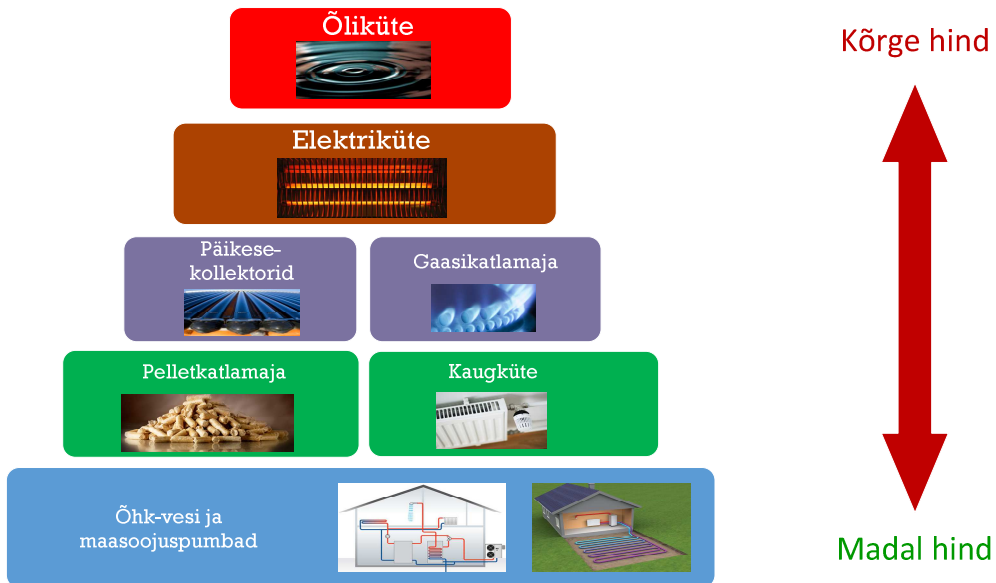 Õliküte
Kõrge hind
Elektriküte
Päikese-
kollektorid
Gaasikatlamaja
Pelletkatlamaja
Kaugküte
Õhk-vesi ja
maasoojuspumbad
Madal hind